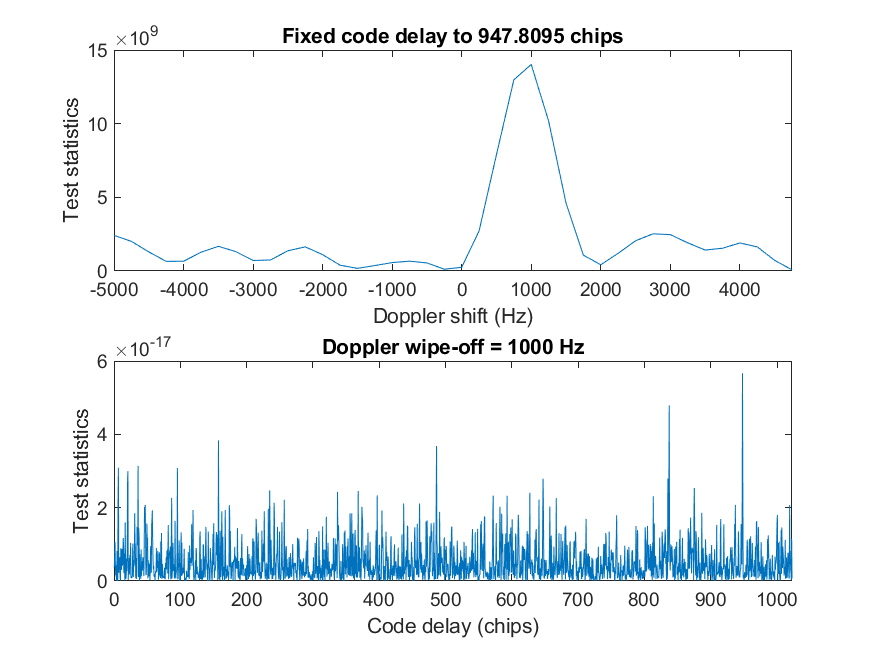 Fixed code delay to 947.8095 chips
×10^9
15
10
5
0
Test statistics
-5000 -4000 -3000 -2000 -1000 0 1000 2000 3000 4000
Doppler shift (Hz)
Doppler wipe-off = 1000 Hz
×10^-17
6
4
2
0
Test statistics
0 100 200 300 400 500 600 700 800 900 1000
Code delay (chips)